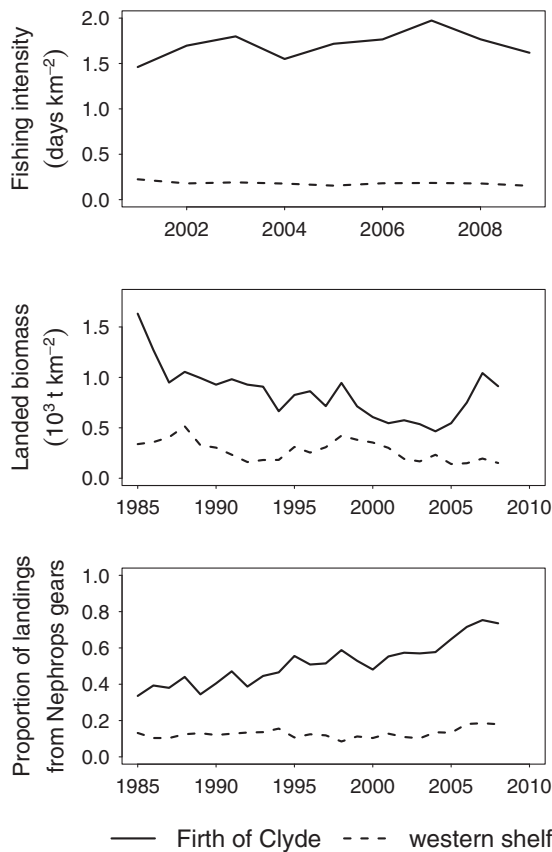 Fishing intensity
(days km⁻²)
2.0
1.5
1.0
0.5
0.0
2002 2004 2006 2008
Landed biomass
(10³ t km⁻²)
1.5
1.0
0.5
0.0
1985 1990 1995 2000 2005 2010
Proportion of landings
from Nephrops gears
1.0
0.8
0.6
0.4
0.2
0.0
1985 1990 1995 2000 2005 2010
Firth of Clyde western shelf